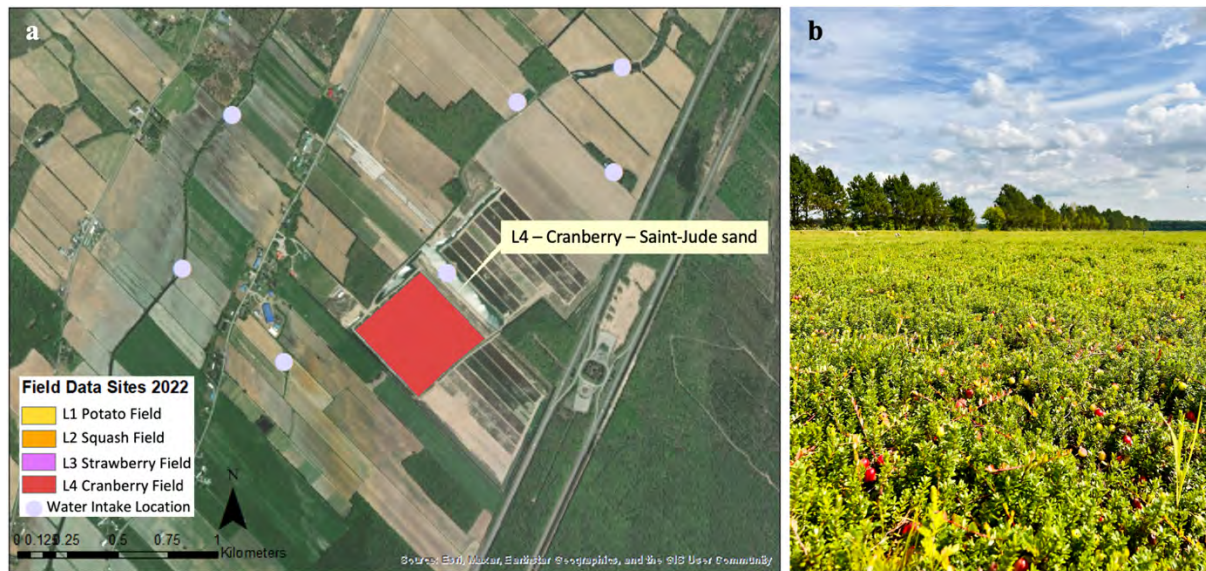 a
L4 – Cranberry – Saint-Jude sand
Field Data Sites 2022
L1 Potato Field
L2 Squash Field
L3 Strawberry Field
L4 Cranberry Field
Water Intake Location
N
0 0.125 0.25 0.5 0.75 1
Kilometers
Source: Esri, Maxar, Earthstar Geographics, and the GIS User Community
b